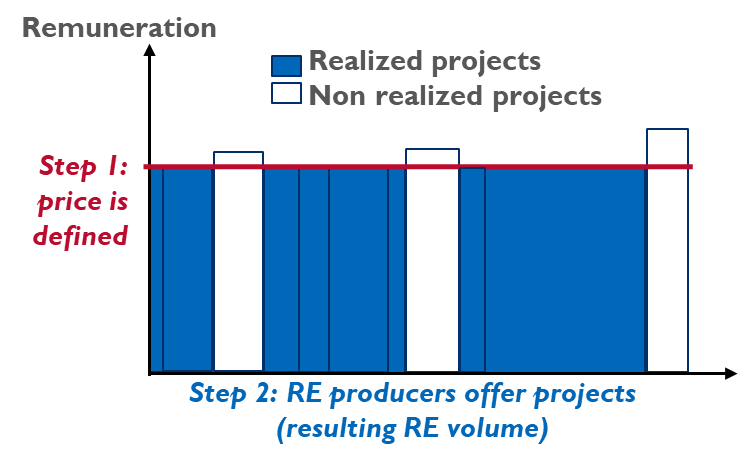 Remuneration
Realized projects
Non realized projects
Step 1:
price is
defined
Step 2: RE producers offer projects
(resulting RE volume)